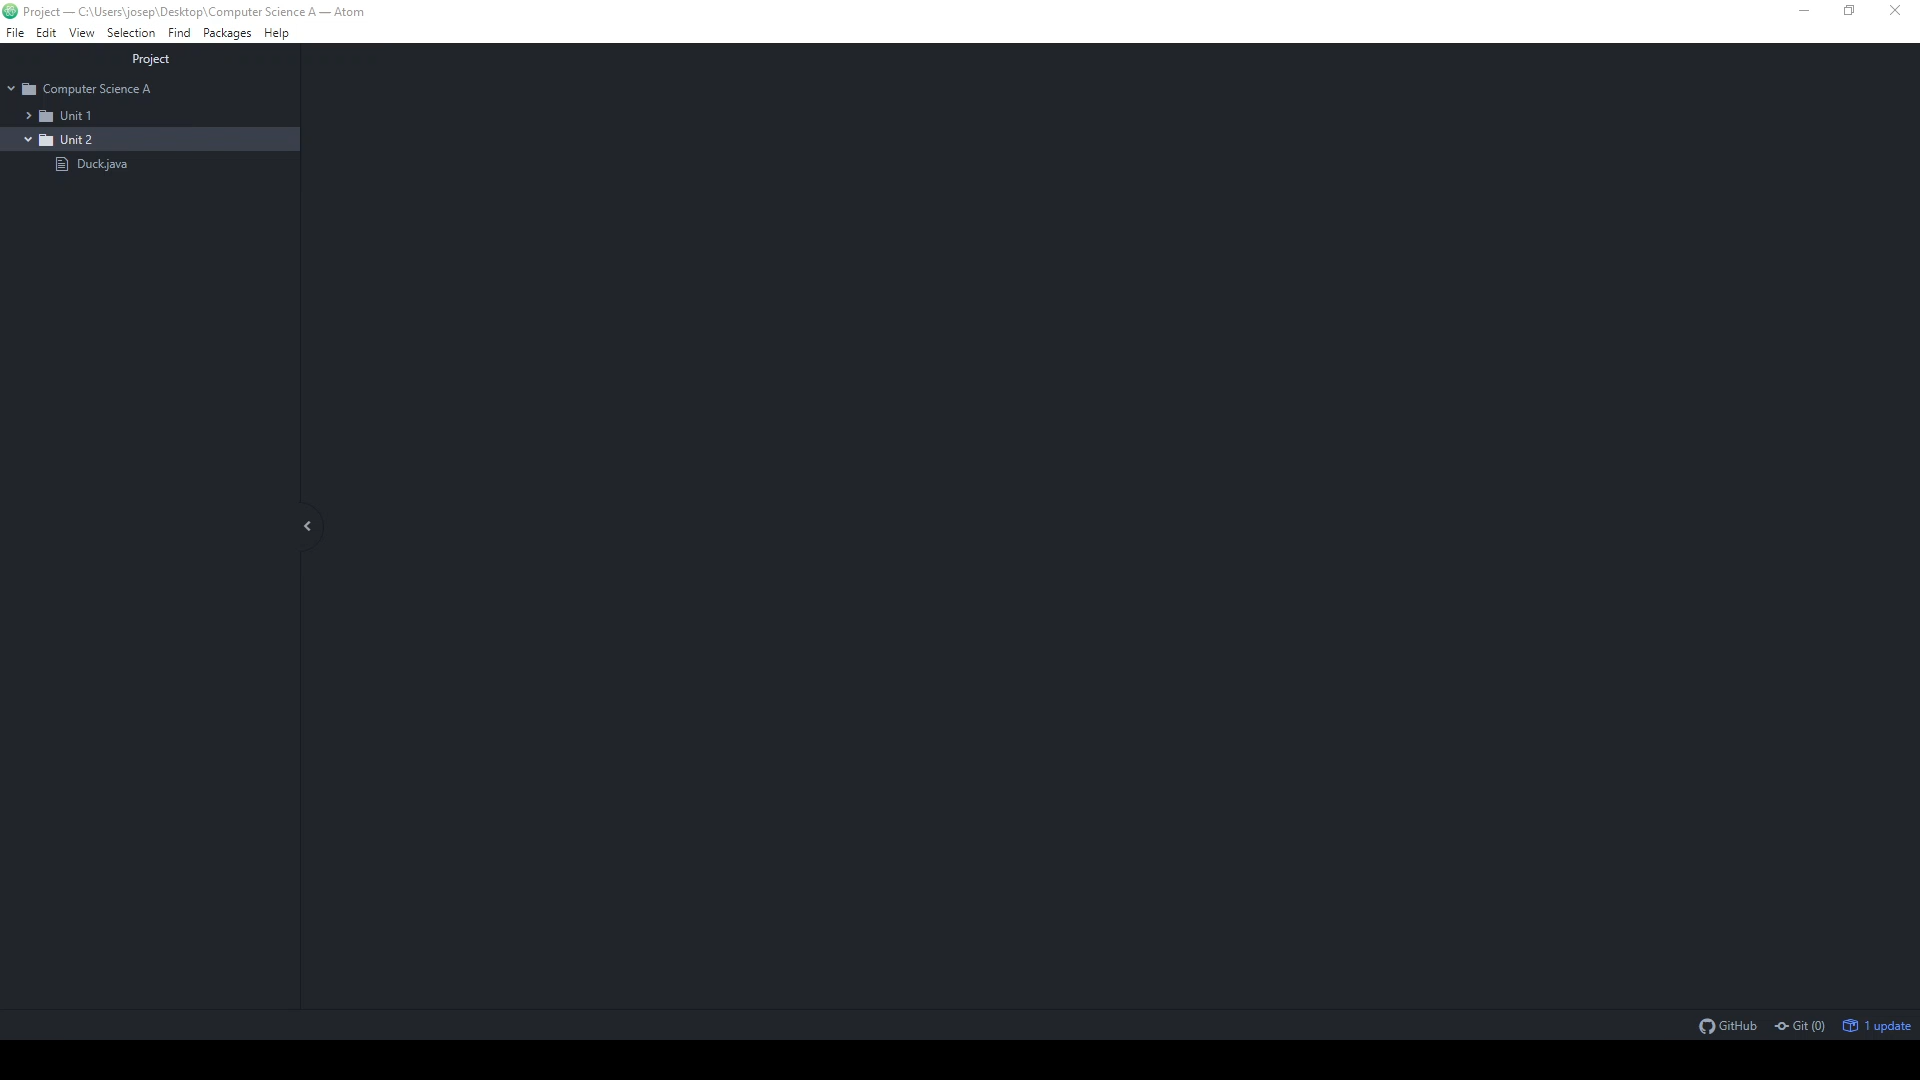 Project — C:\Users\josep\Desktop\Computer Science A — Atom
File Edit View Selection Find Packages Help
Project
Computer Science A
Unit 1
Unit 2
Duck.java
GitHub Git (0) 1 update